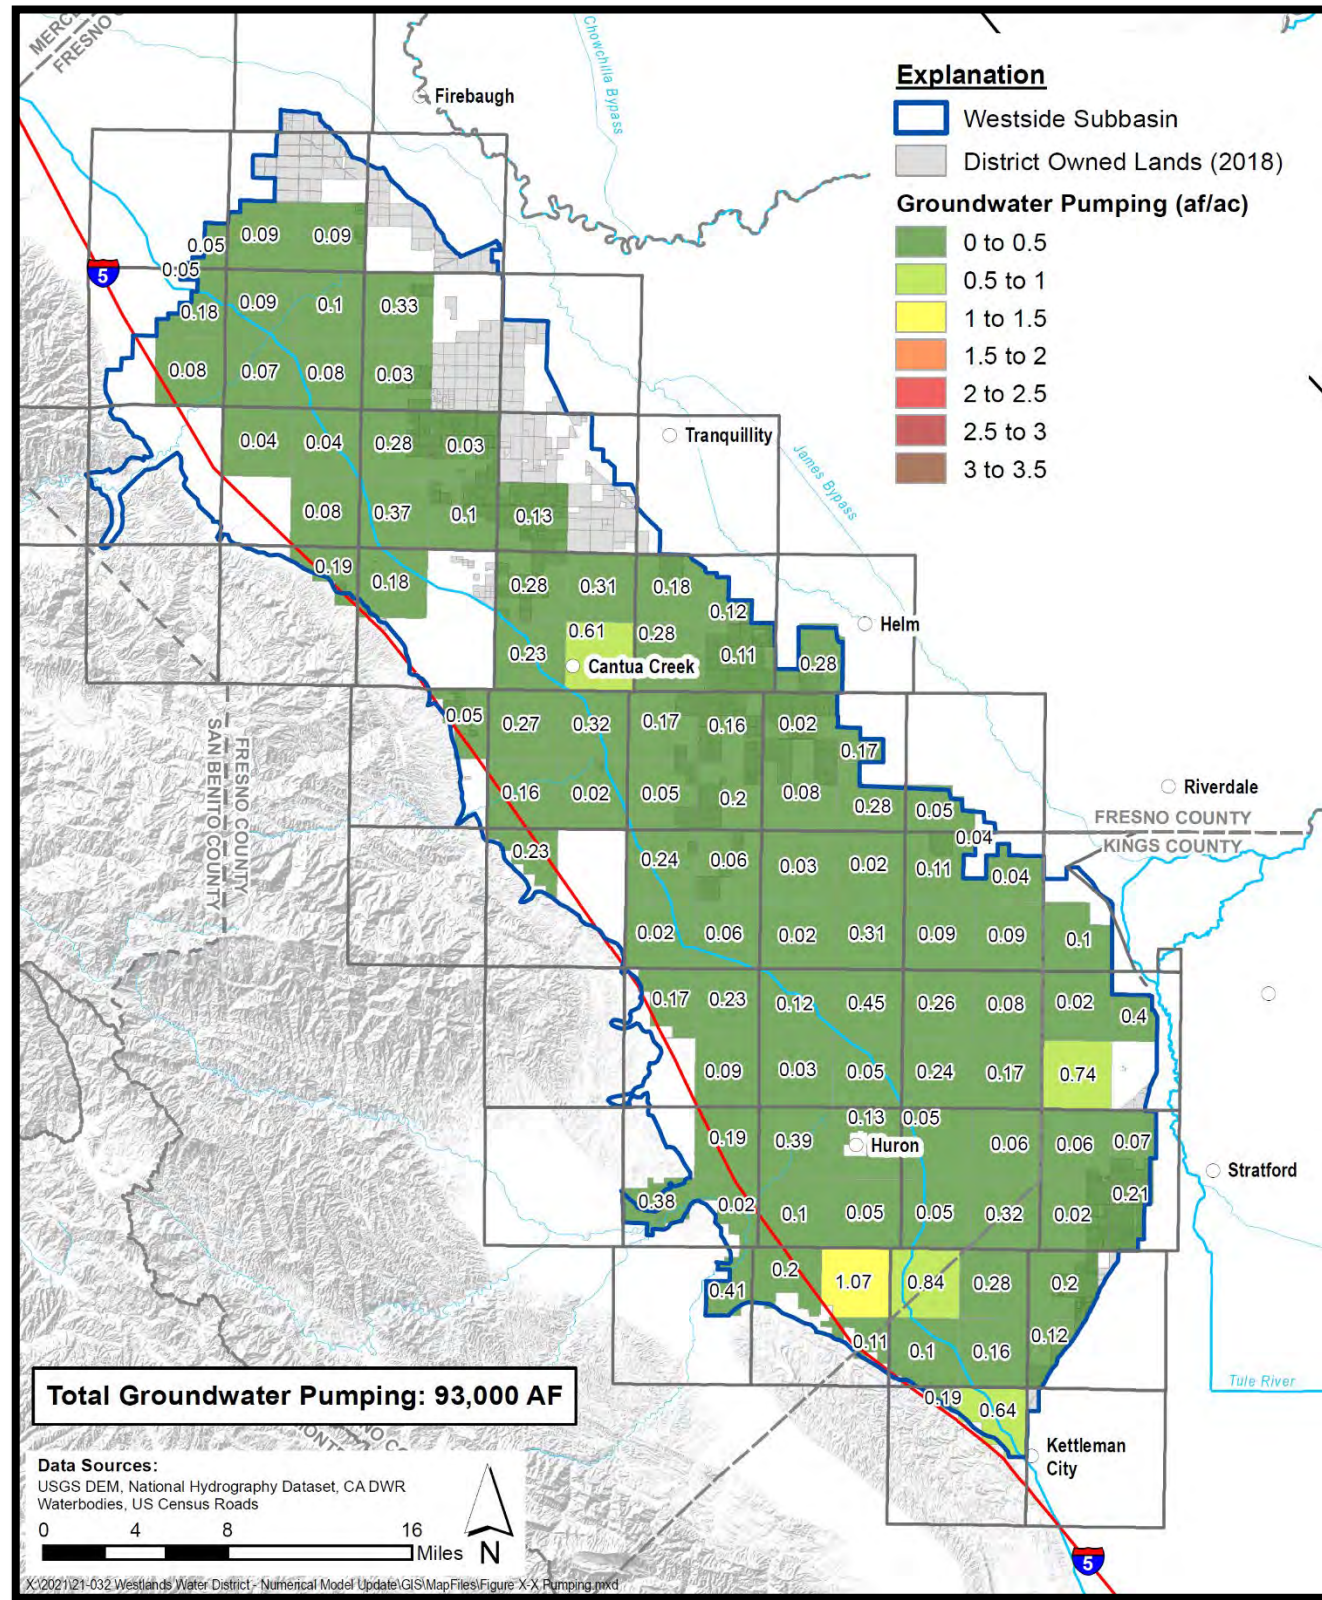 MERCE
FRESNO C
Firebaugh
Chowchilla Bypass
Explanation
Westside Subbasin
District Owned Lands (2018)
Groundwater Pumping (af/ac)
0 to 0.5
0.5 to 1
1 to 1.5
1.5 to 2
2 to 2.5
2.5 to 3
3 to 3.5
0.05 0.09 0.09
0.05
5
0.18 0.09 0.1 0.33
0.08 0.07 0.08 0.03
0.04 0.04 0.28 0.03
Tranquillity
James Bypass
0.08 0.37 0.1 0.13
0.19 0.18 0.28 0.31 0.18
0.12
Helm
0.61 0.28
0.23 0.11 0.28
Cantua Creek
0.05 0.27 0.32 0.17 0.16 0.02
0.17
FRESNO COUNTY
SAN BENITO COUNTY
0.16 0.02 0.05 0.2 0.08 0.28 0.05
Riverdale
FRESNO COUNTY
KINGS COUNTY
0.04
0.23 0.24 0.06 0.03 0.02 0.11 0.04
0.02 0.06 0.02 0.31 0.09 0.09 0.1
0.17 0.23 0.12 0.45 0.26 0.08 0.02 0.4
0.09 0.03 0.05 0.24 0.17 0.74
0.13 0.05
0.19 0.39 0.06 0.06 0.07
Huron
Stratford
0.38 0.02 0.1 0.05 0.05 0.32 0.02 0.21
0.41 0.2 1.07 0.84 0.28 0.2
0.11 0.1 0.16 0.12
0.19 0.64
Tule River
Kettleman
City
5
Total Groundwater Pumping: 93,000 AF
Data Sources:
USGS DEM, National Hydrography Dataset, CA DWR
Waterbodies, US Census Roads
0 4 8 16
Miles
N
X:\2021\21-032 Westlands Water District - Numerical Model Update\GIS\MapFiles\Figure X-X Pumping.mxd